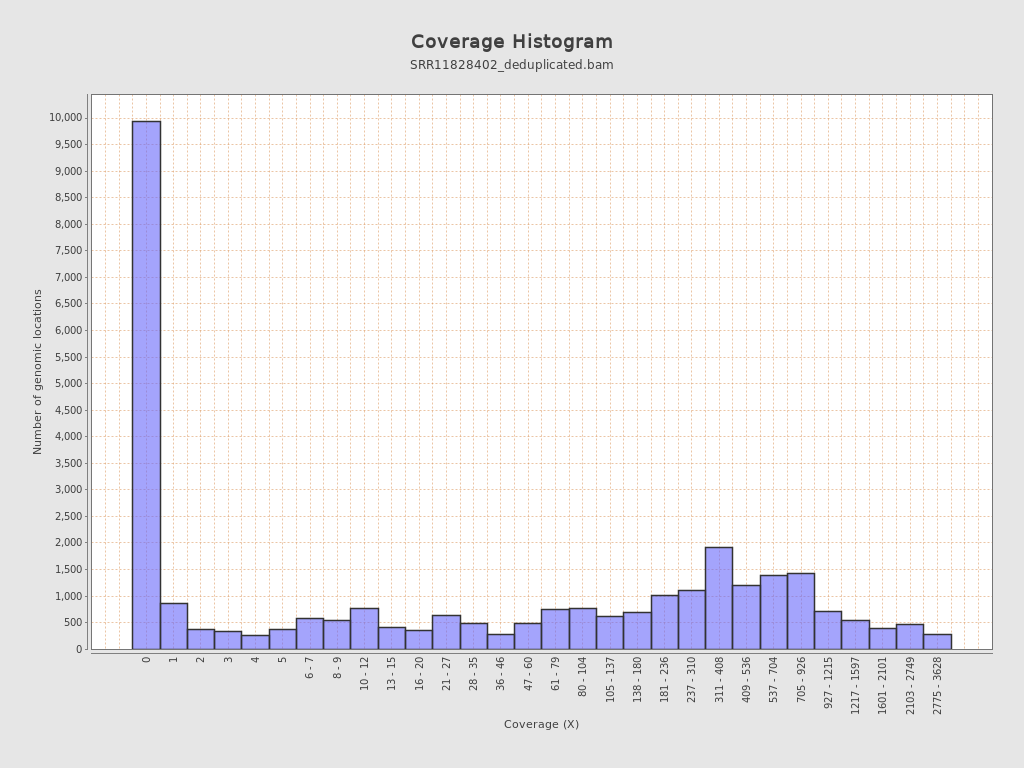 Coverage Histogram
SRR11828402_deduplicated.bam
Number of genomic locations
10,000
9,500
9,000
8,500
8,000
7,500
7,000
6,500
6,000
5,500
5,000
4,500
4,000
3,500
3,000
2,500
2,000
1,500
1,000
500
0
0
1
2
3
4
5
6 - 7
8 - 9
10 - 12
13 - 15
16 - 20
21 - 27
28 - 35
36 - 46
47 - 60
61 - 79
80 - 104
105 - 137
138 - 180
181 - 236
237 - 310
311 - 408
409 - 536
537 - 704
705 - 926
927 - 1215
1217 - 1597
1601 - 2101
2103 - 2749
2775 - 3628
Coverage (X)